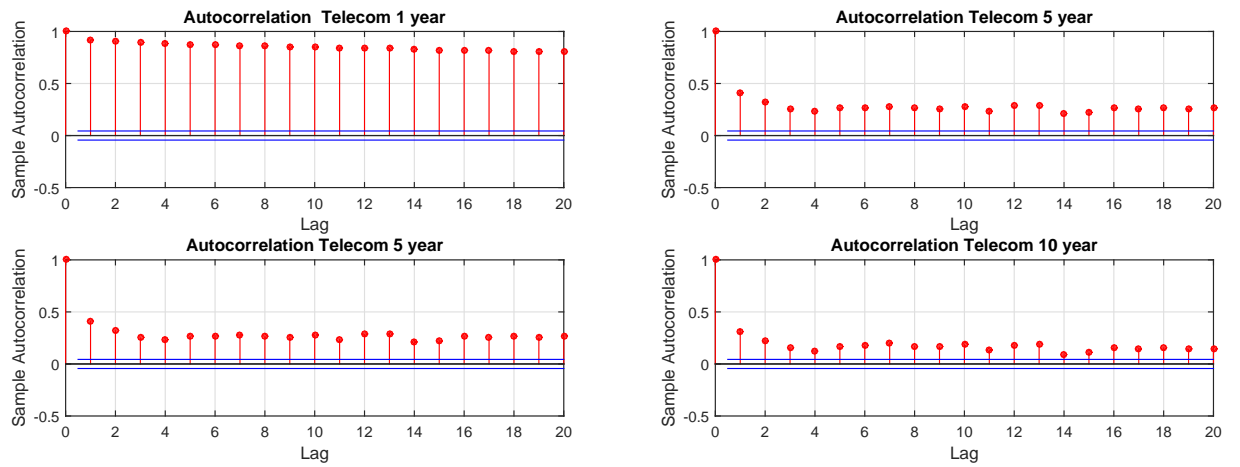 Autocorrelation Telecom 1 year
Sample Autocorrelation
1
0.5
0
-0.5
0 2 4 6 8 10 12 14 16 18 20
Lag
Autocorrelation Telecom 5 year
Sample Autocorrelation
1
0.5
0
-0.5
0 2 4 6 8 10 12 14 16 18 20
Lag
Autocorrelation Telecom 5 year
Sample Autocorrelation
1
0.5
0
-0.5
0 2 4 6 8 10 12 14 16 18 20
Lag
Autocorrelation Telecom 10 year
Sample Autocorrelation
1
0.5
0
-0.5
0 2 4 6 8 10 12 14 16 18 20
Lag